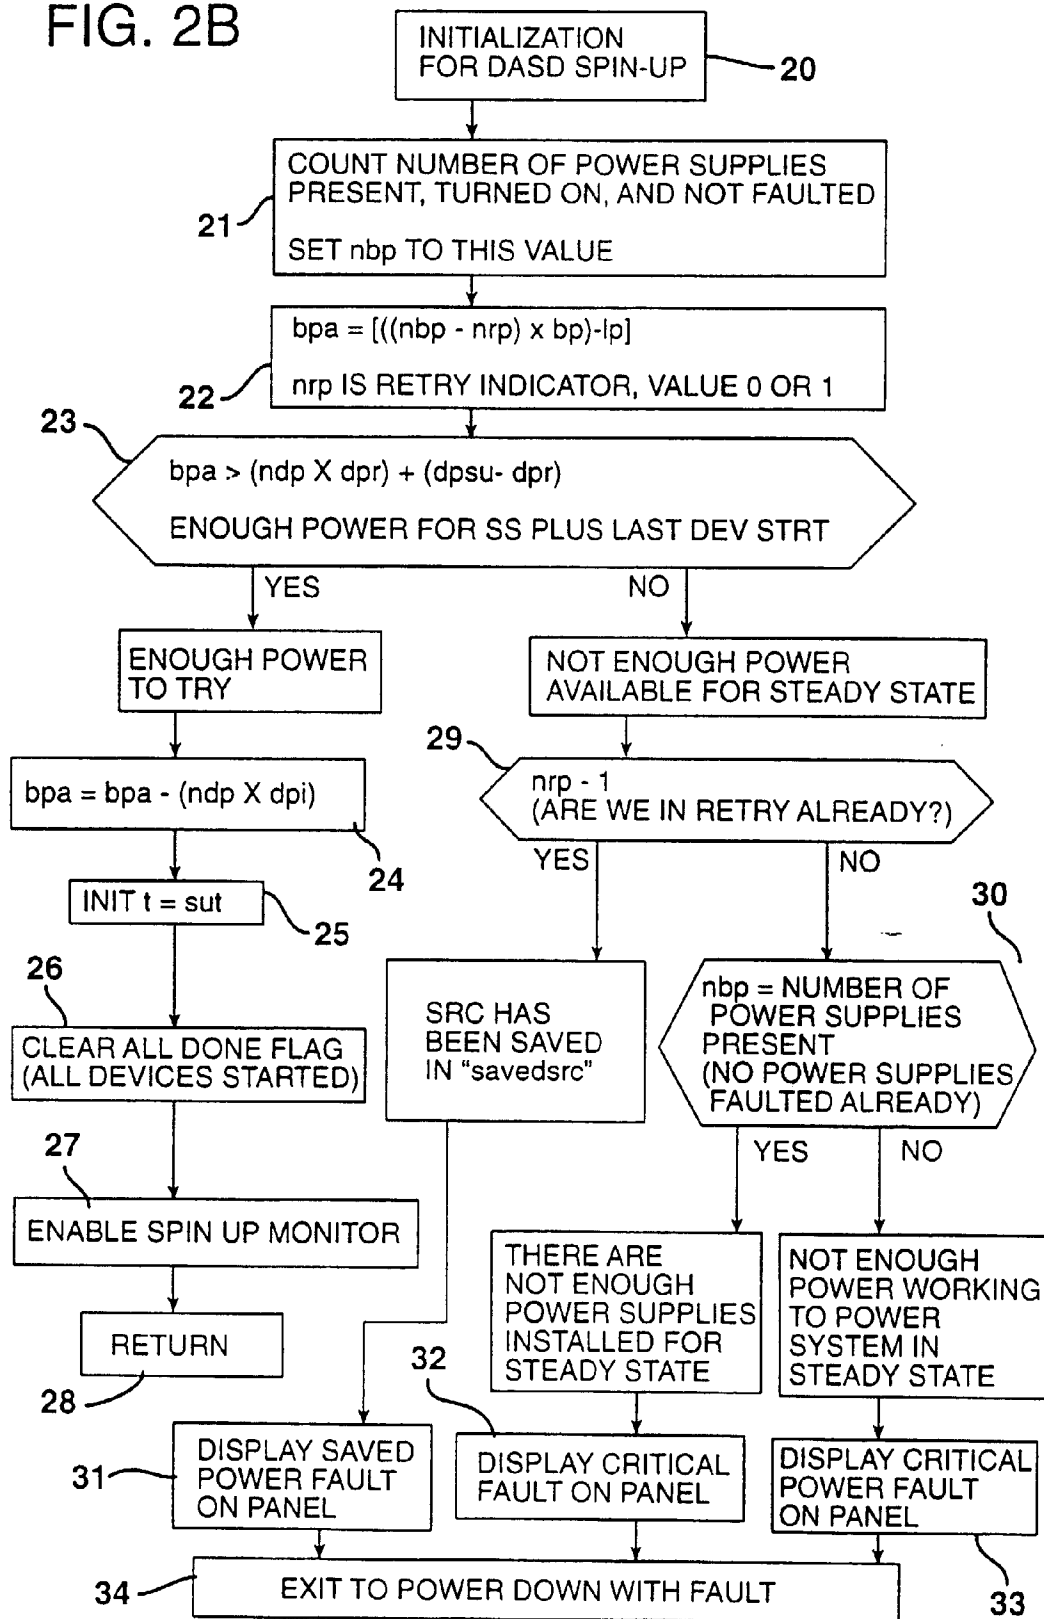 FIG. 2B
INITIALIZATION
FOR DASD SPIN-UP
20
COUNT NUMBER OF POWER SUPPLIES
PRESENT, TURNED ON, AND NOT FAULTED
SET nbp TO THIS VALUE
21
bpa = [((nbp - nrp) x bp)-lp]
nrp IS RETRY INDICATOR, VALUE 0 OR 1
22
23
bpa > (ndp X dpr) + (dpsu- dpr)
ENOUGH POWER FOR SS PLUS LAST DEV STRT
YES
NO
ENOUGH POWER
TO TRY
NOT ENOUGH POWER
AVAILABLE FOR STEADY STATE
29
bpa = bpa - (ndp X dpi)
24
nrp - 1
(ARE WE IN RETRY ALREADY?)
YES
NO
INIT t = sut
25
30
26
CLEAR ALL DONE FLAG
(ALL DEVICES STARTED)
SRC HAS
BEEN SAVED
IN "savedsrc"
nbp = NUMBER OF
POWER SUPPLIES
PRESENT
(NO POWER SUPPLIES
FAULTED ALREADY)
YES
NO
27
ENABLE SPIN UP MONITOR
RETURN
28
THERE ARE
NOT ENOUGH
POWER SUPPLIES
INSTALLED FOR
STEADY STATE
NOT ENOUGH
POWER WORKING
TO POWER
SYSTEM IN
STEADY STATE
32
31
DISPLAY SAVED
POWER FAULT
ON PANEL
DISPLAY CRITICAL
FAULT ON PANEL
DISPLAY CRITICAL
POWER FAULT
ON PANEL
33
34
EXIT TO POWER DOWN WITH FAULT